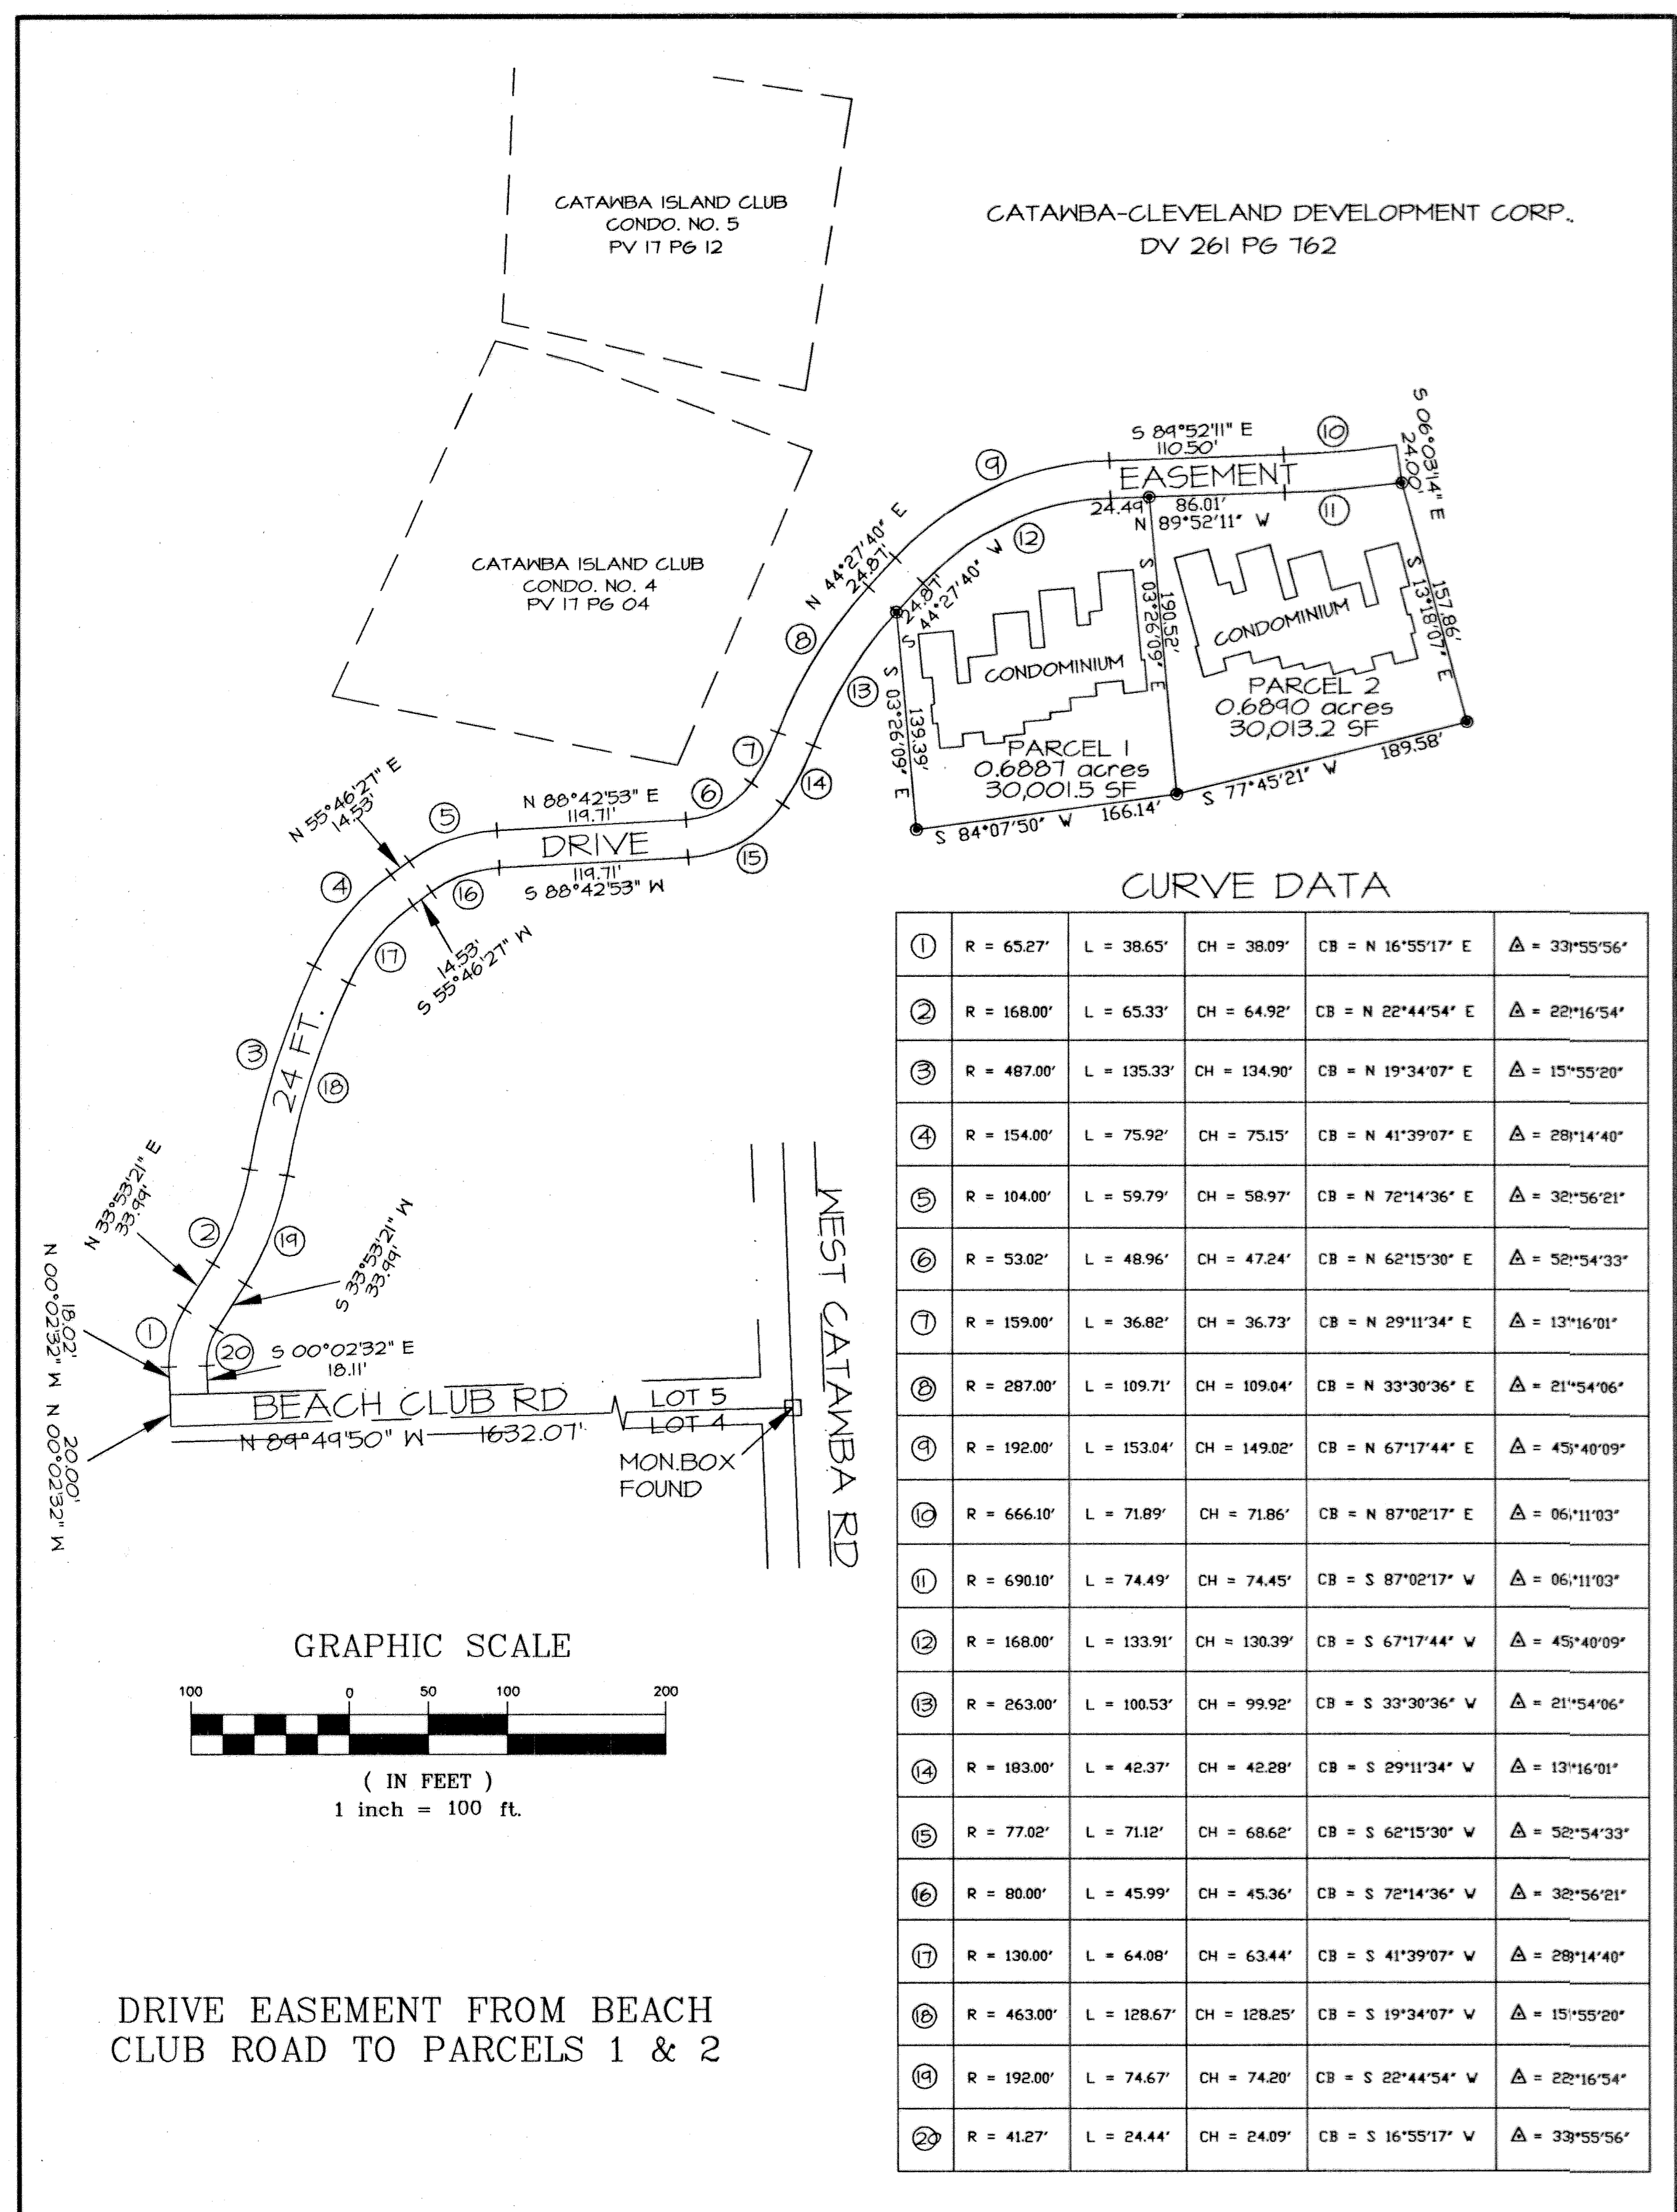 CATAWBA ISLAND CLUB
CONDO. NO. 5
PV 17 PG 12
CATAWBA-CLEVELAND DEVELOPMENT CORP..
DV 261 PG 762
CATAWBA ISLAND CLUB
CONDO. NO. 4
PV 17 PG 04
S 89°52'11" E
110.50'
10
9
S 06°03'14" E
24.00'
EASEMENT
24.49'
86.01'
N 89°52'11" W
11
12
N 44°27'40" E
24.87'
24.87'
S 44°27'40" W
8
13
S 03°26'09" E
139.39'
S 03°26'09" E
190.52'
157.86'
S 13°18'07" E
CONDOMINIUM
CONDOMINIUM
PARCEL 2
0.6890 acres
30,013.2 SF
PARCEL 1
0.6887 acres
30,001.5 SF
189.58'
S 77°45'21" W
S 84°07'50" W 166.14'
7
14
6
15
N 88°42'53" E
119.71'
DRIVE
119.71'
S 88°42'53" W
N 55°46'27" E
14.53'
5
4
16
17
14.53'
S 55°46'27" W
3
24 FT.
18
N 33°53'21" E
33.99'
2
19
S 33°53'21" W
33.99'
1
20
S 00°02'32" E
18.11'
18.02'
N 00°02'32" W
20.00'
N 00°02'32" W
BEACH CLUB RD
LOT 5
LOT 4
N 89°49'50" W 1632.07'
MON.BOX
FOUND
WEST CATAWBA RD
CURVE DATA
1 R = 65.27' L = 38.65' CH = 38.09' CB = N 16°55'17" E Δ = 33°55'56"
2 R = 168.00' L = 65.33' CH = 64.92' CB = N 22°44'54" E Δ = 22°16'54"
3 R = 487.00' L = 135.33' CH = 134.90' CB = N 19°34'07" E Δ = 15°55'20"
4 R = 154.00' L = 75.92' CH = 75.15' CB = N 41°39'07" E Δ = 28°14'40"
5 R = 104.00' L = 59.79' CH = 58.97' CB = N 72°14'36" E Δ = 32°56'21"
6 R = 53.02' L = 48.96' CH = 47.24' CB = N 62°15'30" E Δ = 52°54'33"
7 R = 159.00' L = 36.82' CH = 36.73' CB = N 29°11'34" E Δ = 13°16'01"
8 R = 287.00' L = 109.71' CH = 109.04' CB = N 33°30'36" E Δ = 21°54'06"
9 R = 192.00' L = 153.04' CH = 149.02' CB = N 67°17'44" E Δ = 45°40'09"
10 R = 666.10' L = 71.89' CH = 71.86' CB = N 87°02'17" E Δ = 06°11'03"
11 R = 690.10' L = 74.49' CH = 74.45' CB = S 87°02'17" W Δ = 06°11'03"
12 R = 168.00' L = 133.91' CH = 130.39' CB = S 67°17'44" W Δ = 45°40'09"
13 R = 263.00' L = 100.53' CH = 99.92' CB = S 33°30'36" W Δ = 21°54'06"
14 R = 183.00' L = 42.37' CH = 42.28' CB = S 29°11'34" W Δ = 13°16'01"
15 R = 77.02' L = 71.12' CH = 68.62' CB = S 62°15'30" W Δ = 52°54'33"
16 R = 80.00' L = 45.99' CH = 45.36' CB = S 72°14'36" W Δ = 32°56'21"
17 R = 130.00' L = 64.08' CH = 63.44' CB = S 41°39'07" W Δ = 28°14'40"
18 R = 463.00' L = 128.67' CH = 128.25' CB = S 19°34'07" W Δ = 15°55'20"
19 R = 192.00' L = 74.67' CH = 74.20' CB = S 22°44'54" W Δ = 22°16'54"
20 R = 41.27' L = 24.44' CH = 24.09' CB = S 16°55'17" W Δ = 33°55'56"
GRAPHIC SCALE
100 0 50 100 200
( IN FEET )
1 inch = 100 ft.
DRIVE EASEMENT FROM BEACH
CLUB ROAD TO PARCELS 1 & 2